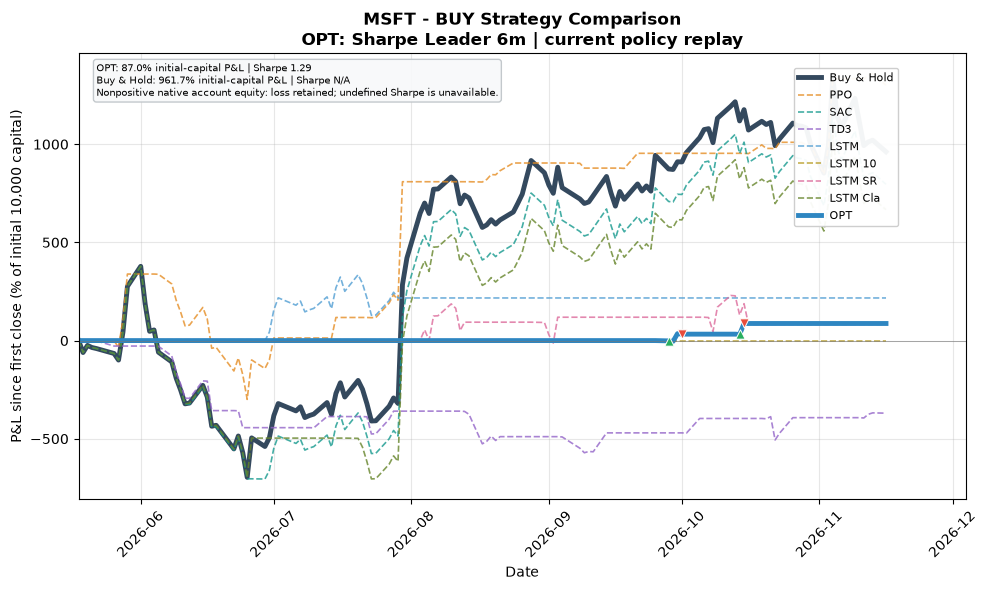 MSFT - BUY Strategy Comparison
OPT: Sharpe Leader 6m | current policy replay
OPT: 87.0% initial-capital P&L | Sharpe 1.29
Buy & Hold: 961.7% initial-capital P&L | Sharpe N/A
Nonpositive native account equity: loss retained; undefined Sharpe is unavailable.
Buy & Hold
PPO
SAC
TD3
LSTM
LSTM 10
LSTM SR
LSTM Cla
OPT
P&L since first close (% of initial 10,000 capital)
1000
500
0
−500
2026-06
2026-07
2026-08
2026-09
2026-10
2026-11
2026-12
Date